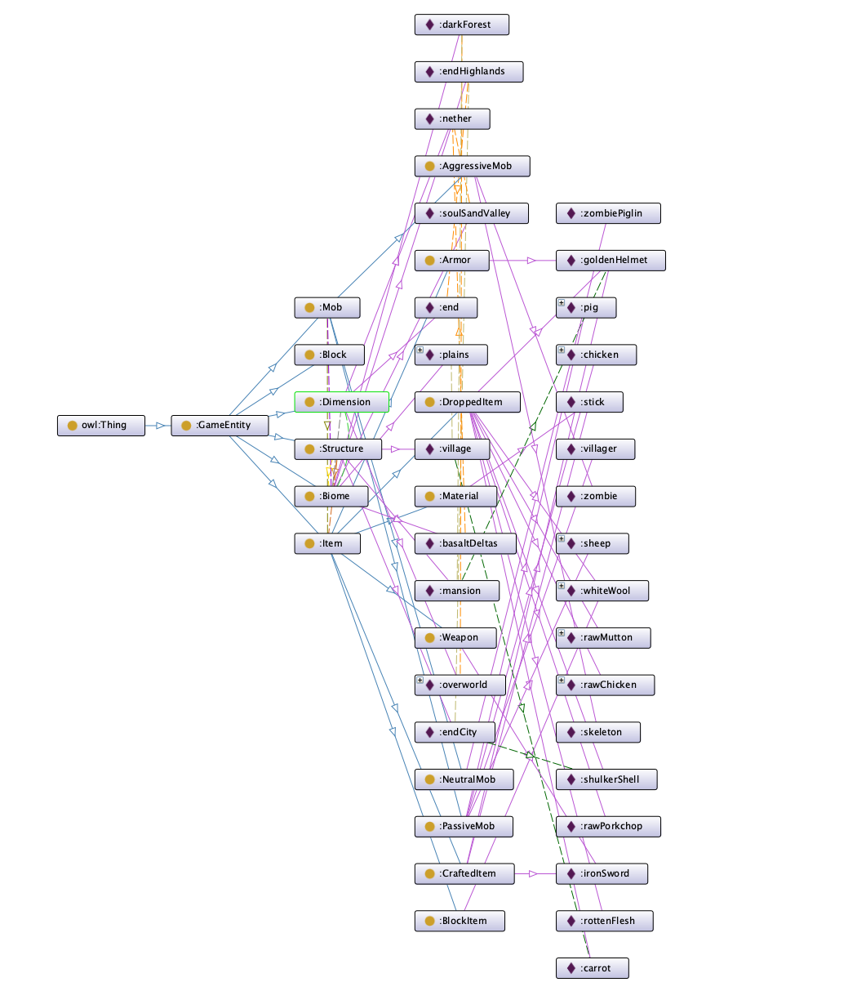 :darkForest
:endHighlands
:nether
:AggressiveMob
:soulSandValley
:zombiePiglin
:Armor
:goldenHelmet
:Mob
:end
:pig
:Block
:plains
:chicken
:Dimension
:DroppedItem
:stick
owl:Thing
:GameEntity
:Structure
:village
:villager
:Biome
:Material
:zombie
:Item
:basaltDeltas
:sheep
:mansion
:whiteWool
:Weapon
:rawMutton
:overworld
:rawChicken
:endCity
:skeleton
:NeutralMob
:shulkerShell
:PassiveMob
:rawPorkchop
:CraftedItem
:ironSword
:BlockItem
:rottenFlesh
:carrot